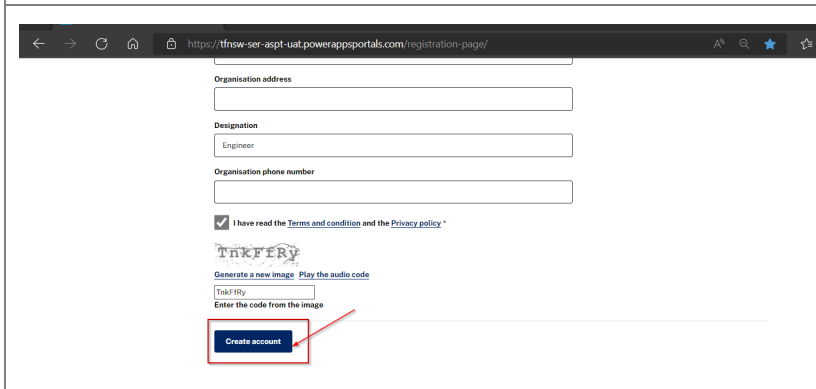 https://tfnsw-ser-aspt-uat.powerappsportals.com/registration-page/
Organisation address
Designation
Engineer
Organisation phone number
I have read the Terms and condition and the Privacy policy *
TnkFfRy
Generate a new image Play the audio code
TnkFfRy
Enter the code from the image
Create account